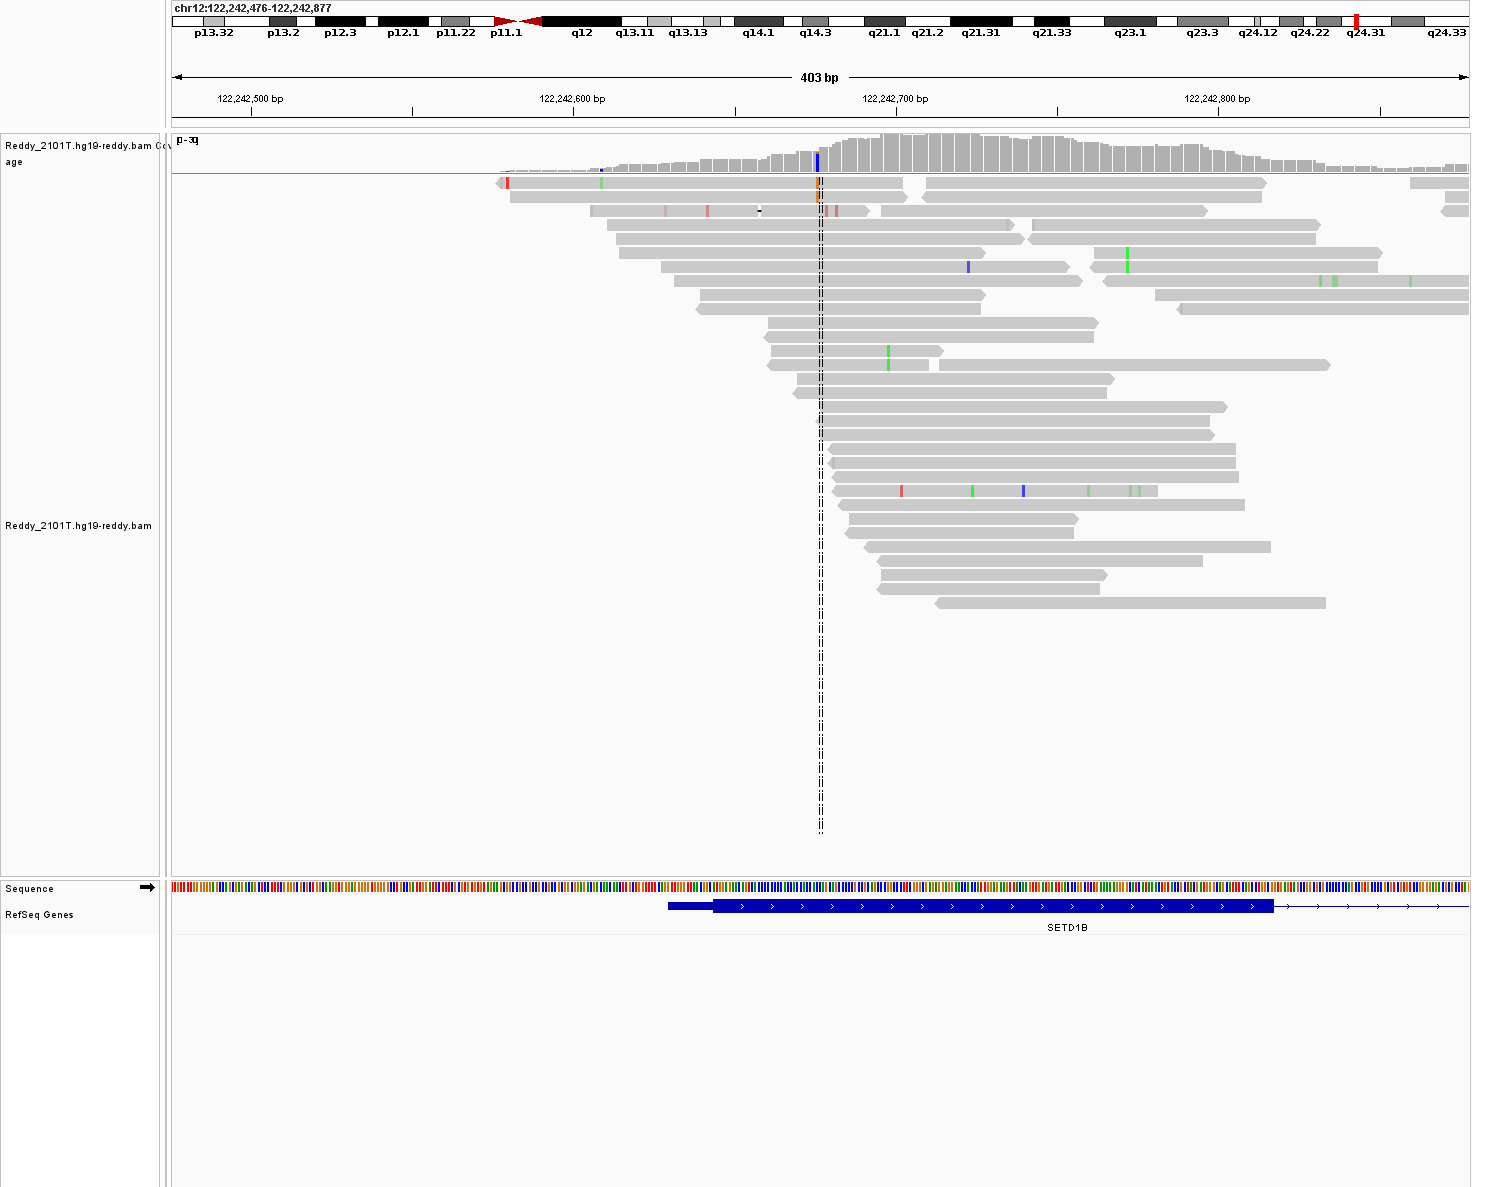 chr12:122,242,476-122,242,877
p13.32 p13.2 p12.3 p12.1 p11.22 p11.1 q12 q13.11 q13.13 q14.1 q14.3 q21.1 q21.2 q21.31 q21.33 q23.1 q23.3 q24.12 q24.22 q24.31 q24.33
403 bp
122,242,500 bp 122,242,600 bp 122,242,700 bp 122,242,800 bp
Reddy_2101T.hg19-reddy.bam Cov
age
Reddy_2101T.hg19-reddy.bam
Sequence
RefSeq Genes
SETD1B